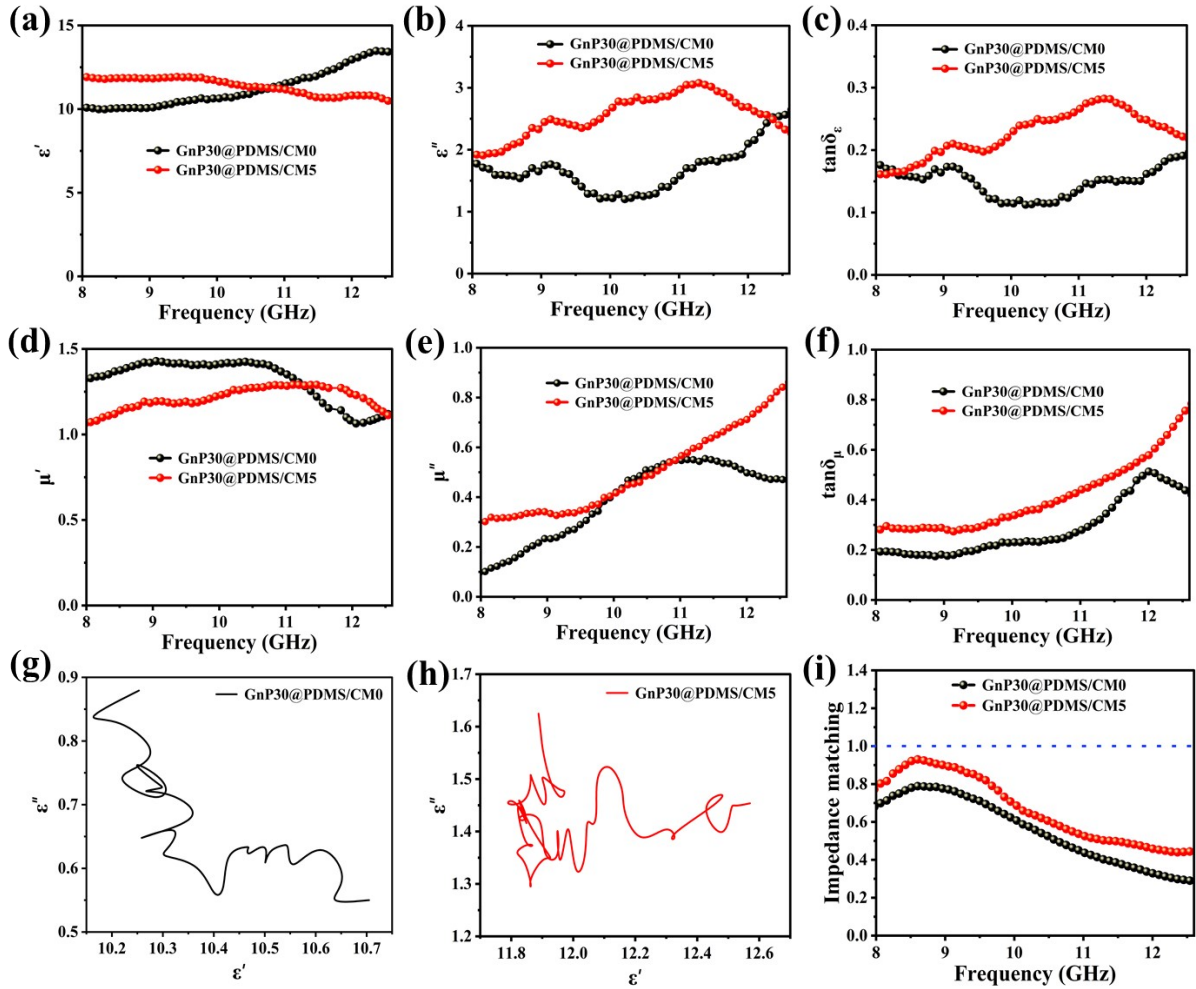 (a)
15
10
5
0
ε′
GnP30@PDMS/CM0
GnP30@PDMS/CM5
8 9 10 11 12
Frequency (GHz)
(b)
4
3
2
1
0
ε″
GnP30@PDMS/CM0
GnP30@PDMS/CM5
8 9 10 11 12
Frequency (GHz)
(c)
0.4
0.3
0.2
0.1
0.0
tanδε
GnP30@PDMS/CM0
GnP30@PDMS/CM5
8 9 10 11 12
Frequency (GHz)
(d)
1.5
1.0
0.5
0.0
μ′
GnP30@PDMS/CM0
GnP30@PDMS/CM5
8 9 10 11 12
Frequency (GHz)
(e)
1.0
0.8
0.6
0.4
0.2
0.0
μ″
GnP30@PDMS/CM0
GnP30@PDMS/CM5
8 9 10 11 12
Frequency (GHz)
(f)
1.0
0.8
0.6
0.4
0.2
0.0
tanδμ
GnP30@PDMS/CM0
GnP30@PDMS/CM5
8 9 10 11 12
Frequency (GHz)
(g)
0.9
0.8
0.7
0.6
0.5
ε″
GnP30@PDMS/CM0
10.2 10.3 10.4 10.5 10.6 10.7
ε′
(h)
1.7
1.6
1.5
1.4
1.3
1.2
ε″
GnP30@PDMS/CM5
11.8 12.0 12.2 12.4 12.6
ε′
(i)
1.4
1.2
1.0
0.8
0.6
0.4
0.2
0.0
Impedance matching
GnP30@PDMS/CM0
GnP30@PDMS/CM5
8 9 10 11 12
Frequency (GHz)